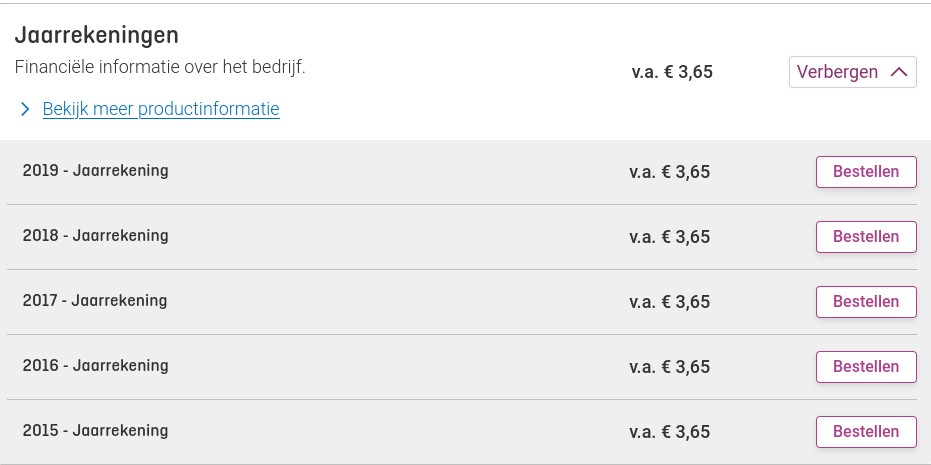 Jaarrekeningen
Financiële informatie over het bedrijf.
v.a. € 3,65
Verbergen
Bekijk meer productinformatie
2019 - Jaarrekening v.a. € 3,65 Bestellen
2018 - Jaarrekening v.a. € 3,65 Bestellen
2017 - Jaarrekening v.a. € 3,65 Bestellen
2016 - Jaarrekening v.a. € 3,65 Bestellen
2015 - Jaarrekening v.a. € 3,65 Bestellen